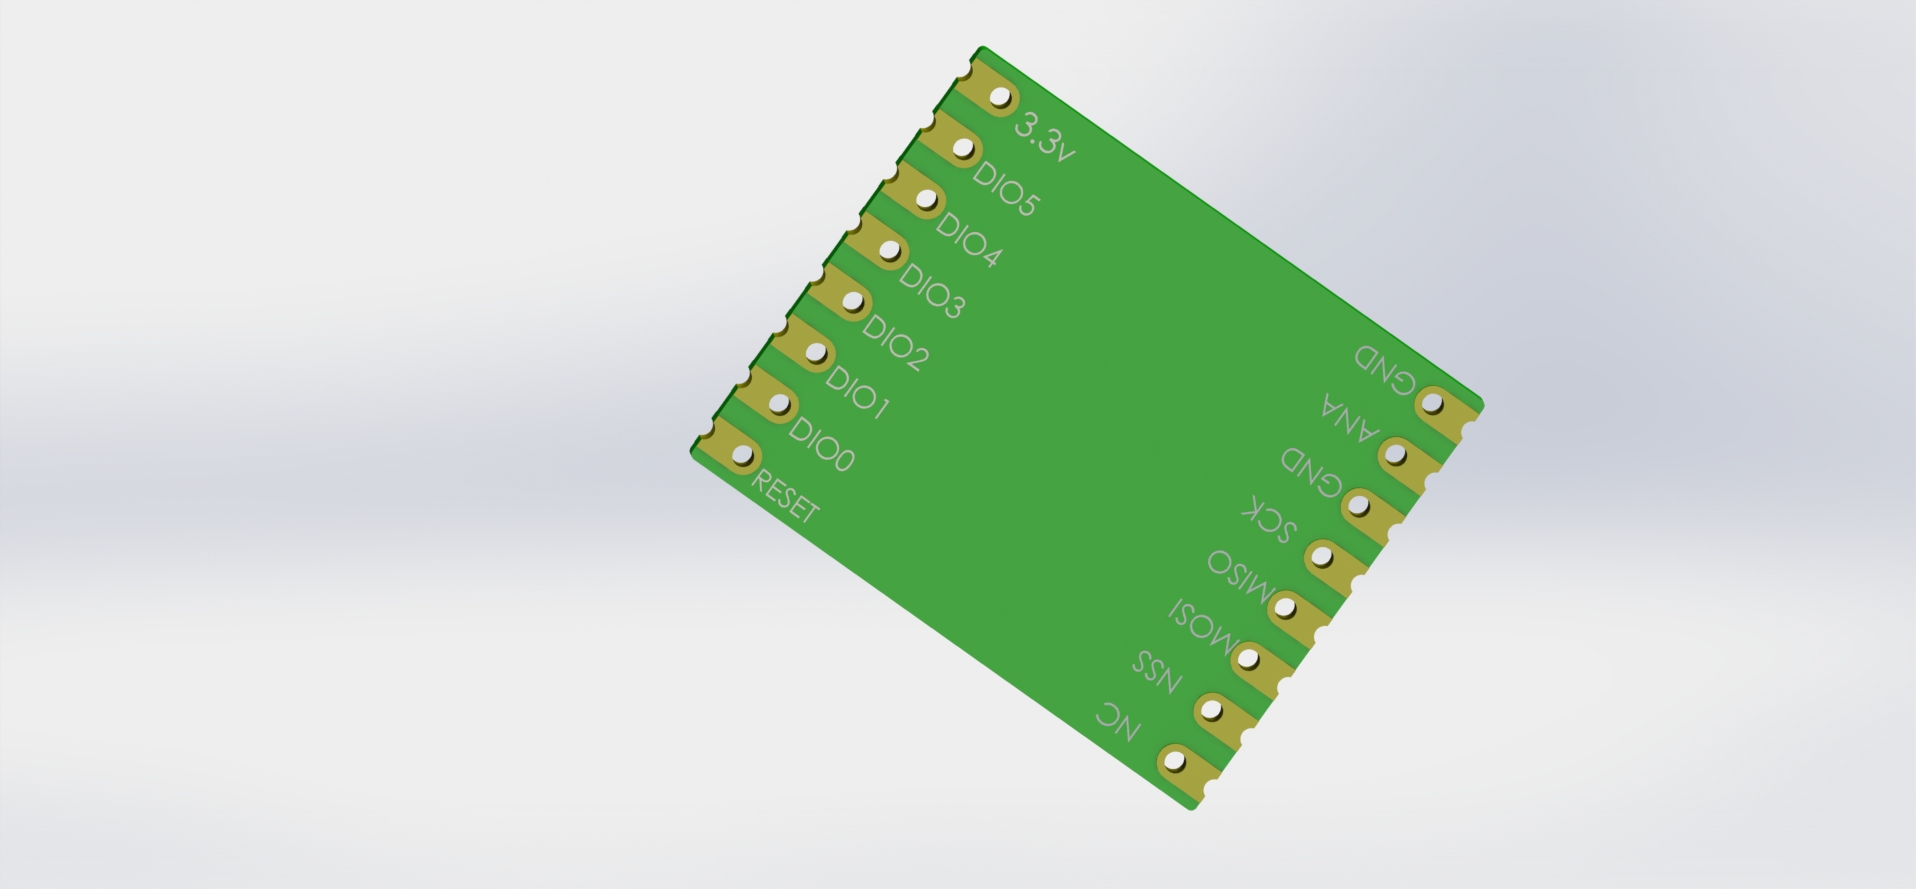 3.3v
DIO5
DIO4
DIO3
DIO2
DIO1
DIO0
RESET
GND
ANA
GND
SCK
MISO
MOSI
NSS
NC